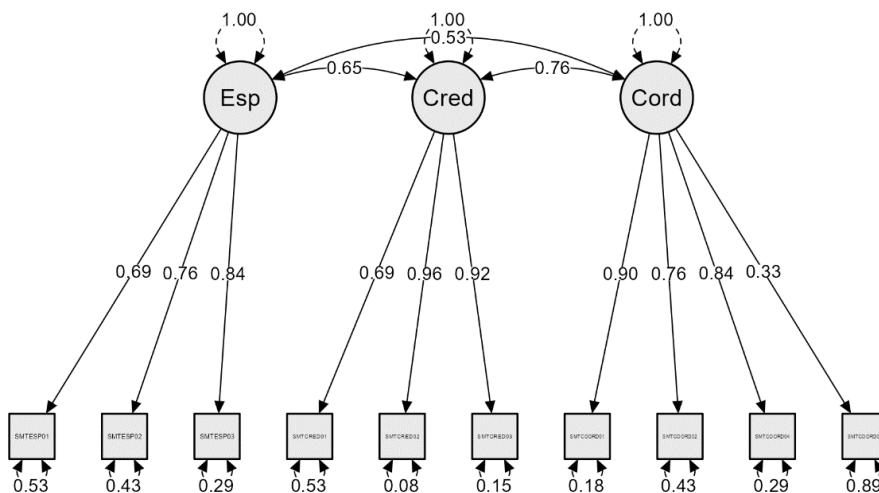 1.00 1.00 1.00
0.53
0.65 0.76
Esp Cred Cord
0.69 0.76 0.84 0.69 0.96 0.92 0.90 0.76 0.84 0.33
SMTESP01 SMTESP02 SMTESP03 SMTCRED01 SMTCRED02 SMTCRED03 SMTCOORD01 SMTCOORD02 SMTCOORD04
0.53 0.43 0.29 0.53 0.08 0.15 0.18 0.43 0.29 0.89